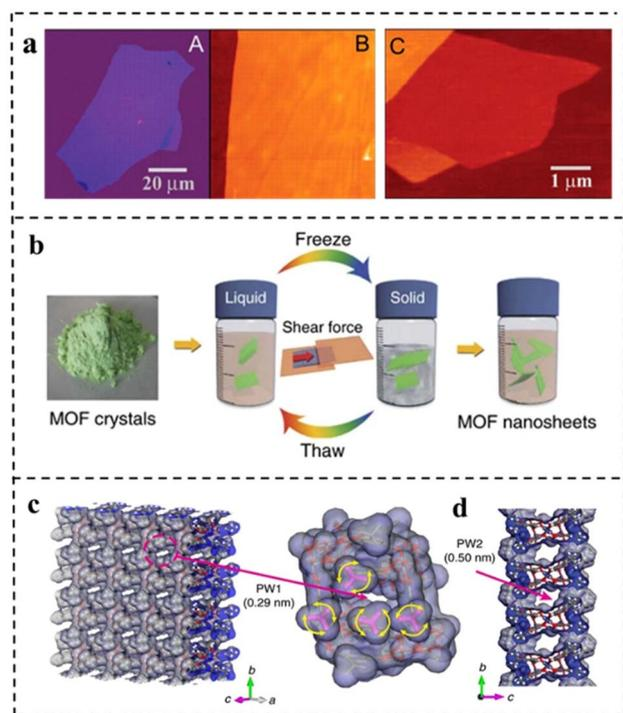 a
A
B
C
20 μm
1 μm
b
Freeze
Liquid
Solid
Shear force
MOF crystals
MOF nanosheets
Thaw
c
d
PW1
(0.29 nm)
PW2
(0.50 nm)
b
c
a
b
c